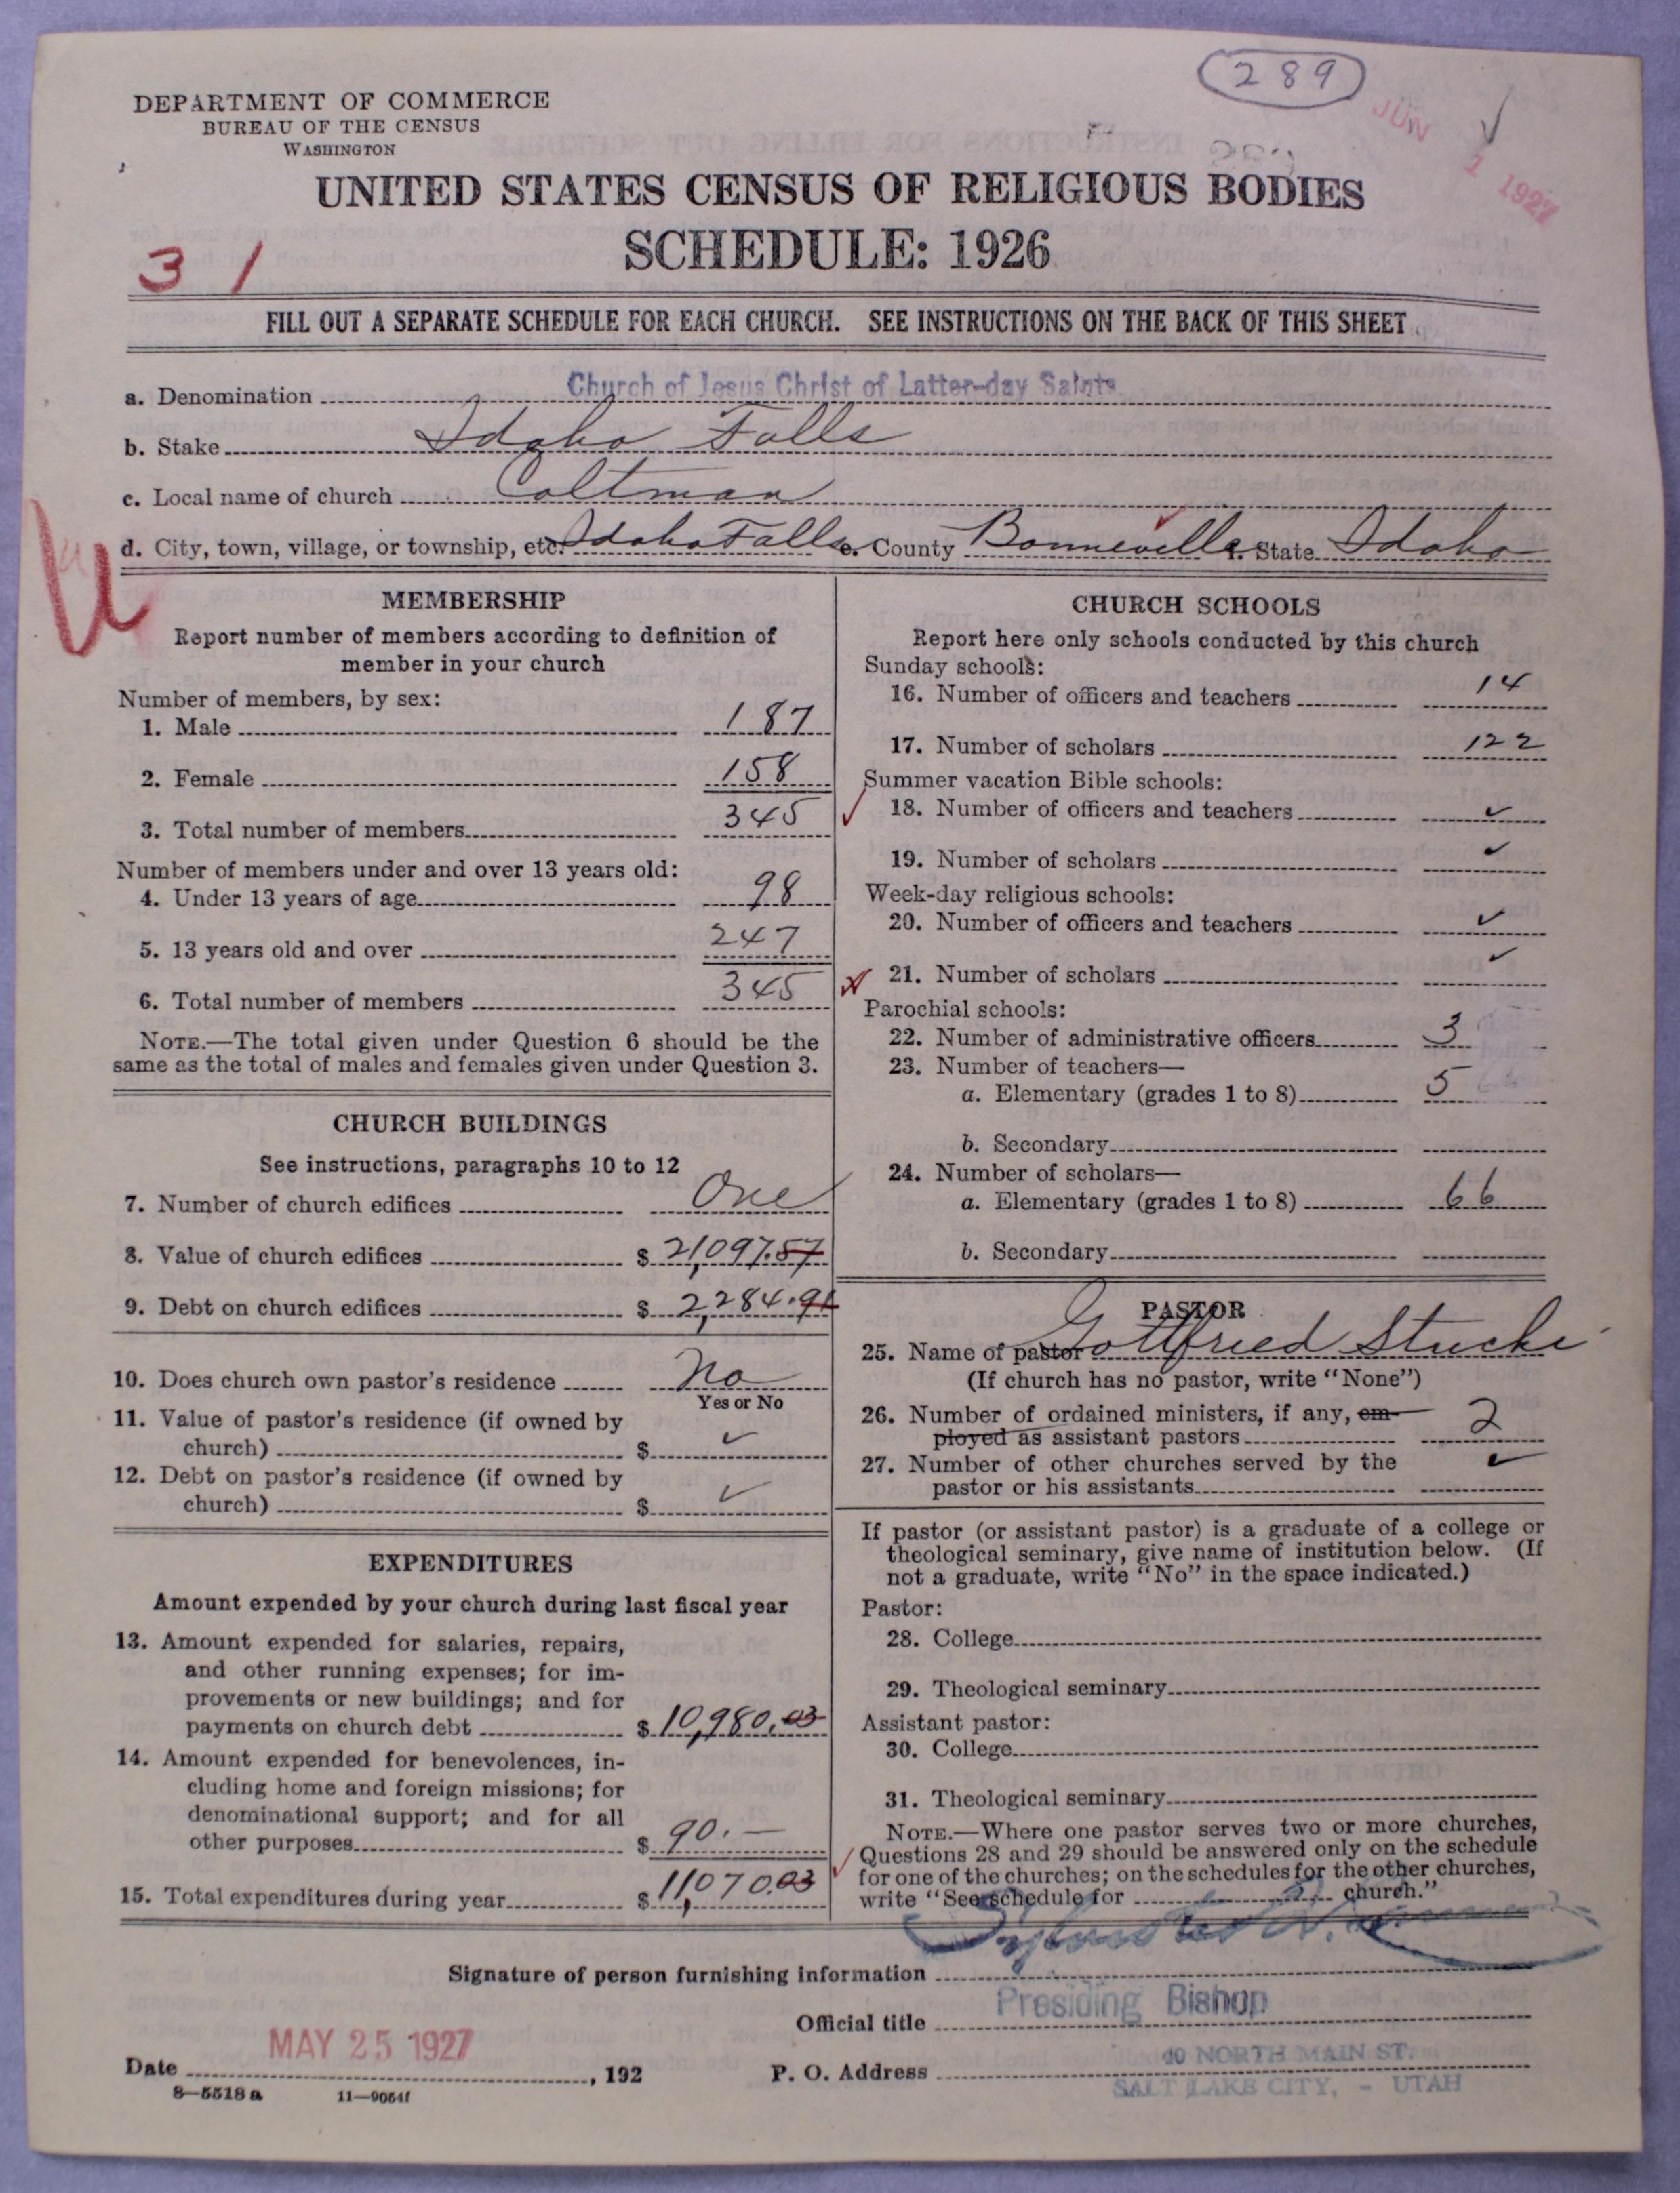 289
JUN 1 1927
DEPARTMENT OF COMMERCE
BUREAU OF THE CENSUS
WASHINGTON
UNITED STATES CENSUS OF RELIGIOUS BODIES
SCHEDULE: 1926
31
FILL OUT A SEPARATE SCHEDULE FOR EACH CHURCH. SEE INSTRUCTIONS ON THE BACK OF THIS SHEET
a. Denomination Church of Jesus Christ of Latter-day Saints
b. Stake Idaho Falls
c. Local name of church Coltman
d. City, town, village, or township, etc. Idaho Falls e. County Bonneville f. State Idaho
MEMBERSHIP
Report number of members according to definition of
member in your church
Number of members, by sex:
1. Male 187
2. Female 158
3. Total number of members 345
Number of members under and over 13 years old:
4. Under 13 years of age 98
5. 13 years old and over 247
6. Total number of members 345
NOTE.—The total given under Question 6 should be the
same as the total of males and females given under Question 3.
CHURCH BUILDINGS
See instructions, paragraphs 10 to 12
7. Number of church edifices One
8. Value of church edifices $ 21,097.57
9. Debt on church edifices $ 2,284.91
10. Does church own pastor's residence No
Yes or No
11. Value of pastor's residence (if owned by
church) $ ✓
12. Debt on pastor's residence (if owned by
church) $ ✓
EXPENDITURES
Amount expended by your church during last fiscal year
13. Amount expended for salaries, repairs,
and other running expenses; for im-
provements or new buildings; and for
payments on church debt $ 10,980.03
14. Amount expended for benevolences, in-
cluding home and foreign missions; for
denominational support; and for all
other purposes $ 90.—
15. Total expenditures during year $ 11,070.03
CHURCH SCHOOLS
Report here only schools conducted by this church
Sunday schools:
16. Number of officers and teachers 14
17. Number of scholars 122
Summer vacation Bible schools:
18. Number of officers and teachers ✓
19. Number of scholars ✓
Week-day religious schools:
20. Number of officers and teachers ✓
21. Number of scholars ✓
Parochial schools:
22. Number of administrative officers 3
23. Number of teachers—
a. Elementary (grades 1 to 8) 5
b. Secondary
24. Number of scholars—
a. Elementary (grades 1 to 8) 66
b. Secondary
PASTOR
25. Name of pastor Gottfried Stucki
(If church has no pastor, write "None")
26. Number of ordained ministers, if any, em-
ployed as assistant pastors 2
27. Number of other churches served by the
pastor or his assistants ✓
If pastor (or assistant pastor) is a graduate of a college or
theological seminary, give name of institution below. (If
not a graduate, write "No" in the space indicated.)
Pastor:
28. College
29. Theological seminary
Assistant pastor:
30. College
31. Theological seminary
NOTE.—Where one pastor serves two or more churches,
Questions 28 and 29 should be answered only on the schedule
for one of the churches; on the schedules for the other churches,
write "See schedule for church."
Signature of person furnishing information
Official title Presiding Bishop
Date MAY 25 1927, 192 P. O. Address 40 NORTH MAIN ST.
SALT LAKE CITY, - UTAH
8—5518a 11—9054f